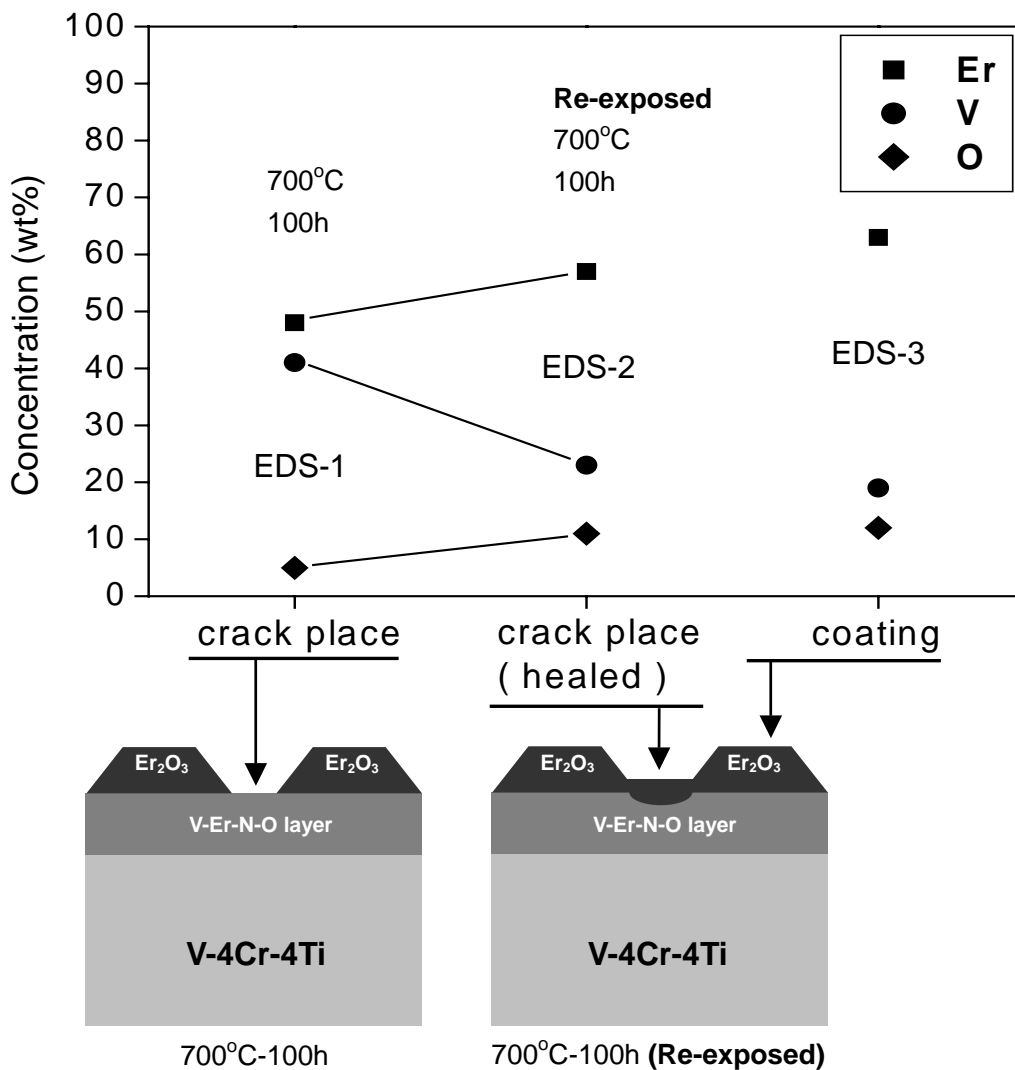 Concentration (wt%)
100
90
80
70
60
50
40
30
20
10
0
Er
V
O
700°C
100h
Re-exposed
700°C
100h
EDS-1
EDS-2
EDS-3
crack place
crack place
( healed )
coating
Er₂O₃
Er₂O₃
V-Er-N-O layer
V-4Cr-4Ti
700°C-100h
Er₂O₃
Er₂O₃
V-Er-N-O layer
V-4Cr-4Ti
700°C-100h (Re-exposed)